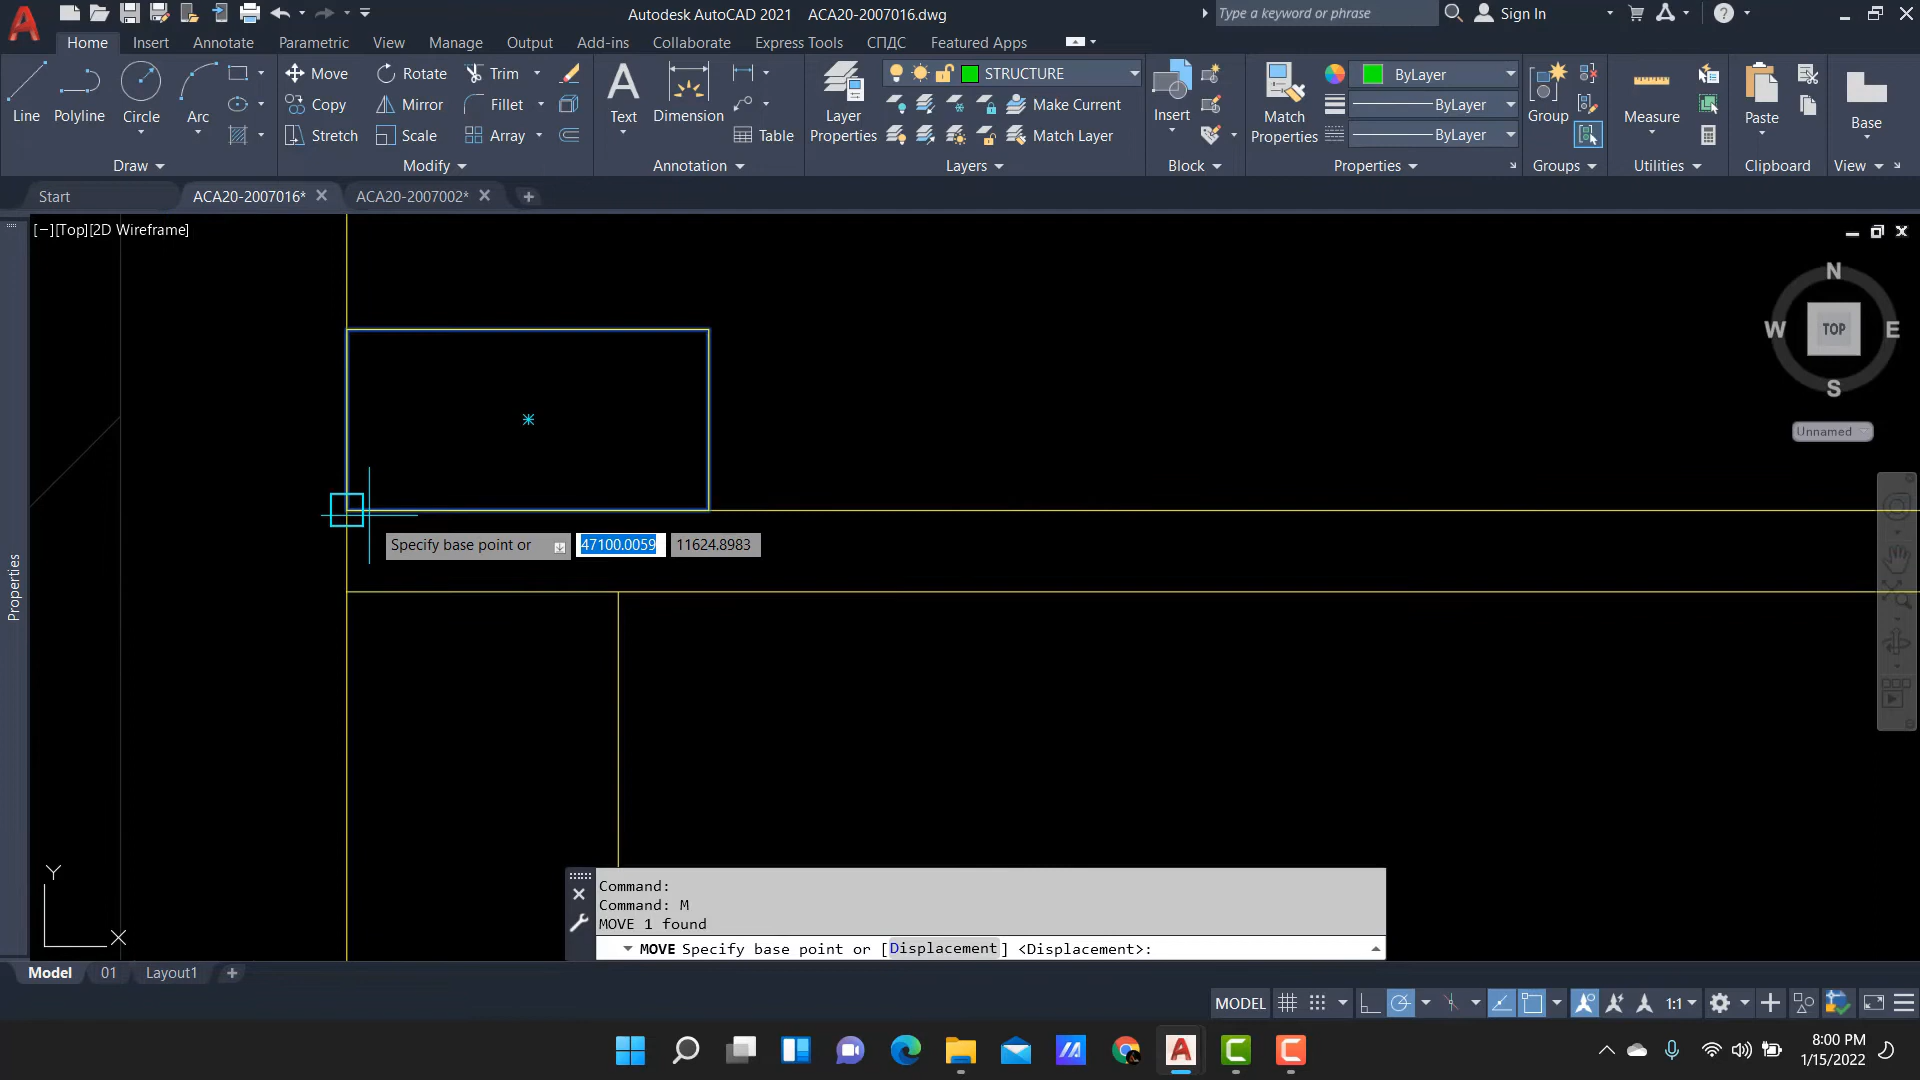 Autodesk AutoCAD 2021 ACA20-2007016.dwg
Type a keyword or phrase
Sign In
Home Insert Annotate Parametric View Manage Output Add-ins Collaborate Express Tools СПДС Featured Apps
Line
Polyline
Circle
Arc
Draw
Move
Copy
Stretch
Rotate
Mirror
Scale
Trim
Fillet
Array
Modify
Text
Dimension
Table
Annotation
Layer
Properties
STRUCTURE
Make Current
Match Layer
Layers
Insert
Block
Match
Properties
ByLayer
ByLayer
ByLayer
Properties
Group
Groups
Measure
Utilities
Paste
Clipboard
Base
View
Start
ACA20-2007016*
ACA20-2007002*
[−][Top][2D Wireframe]
N
W
TOP
E
S
Unnamed
Properties
Specify base point or
47100.0059
11624.8983
Y
X
Command:
Command: M
MOVE 1 found
MOVE Specify base point or [Displacement] <Displacement>:
Model 01 Layout1
MODEL
1:1
8:00 PM
1/15/2022